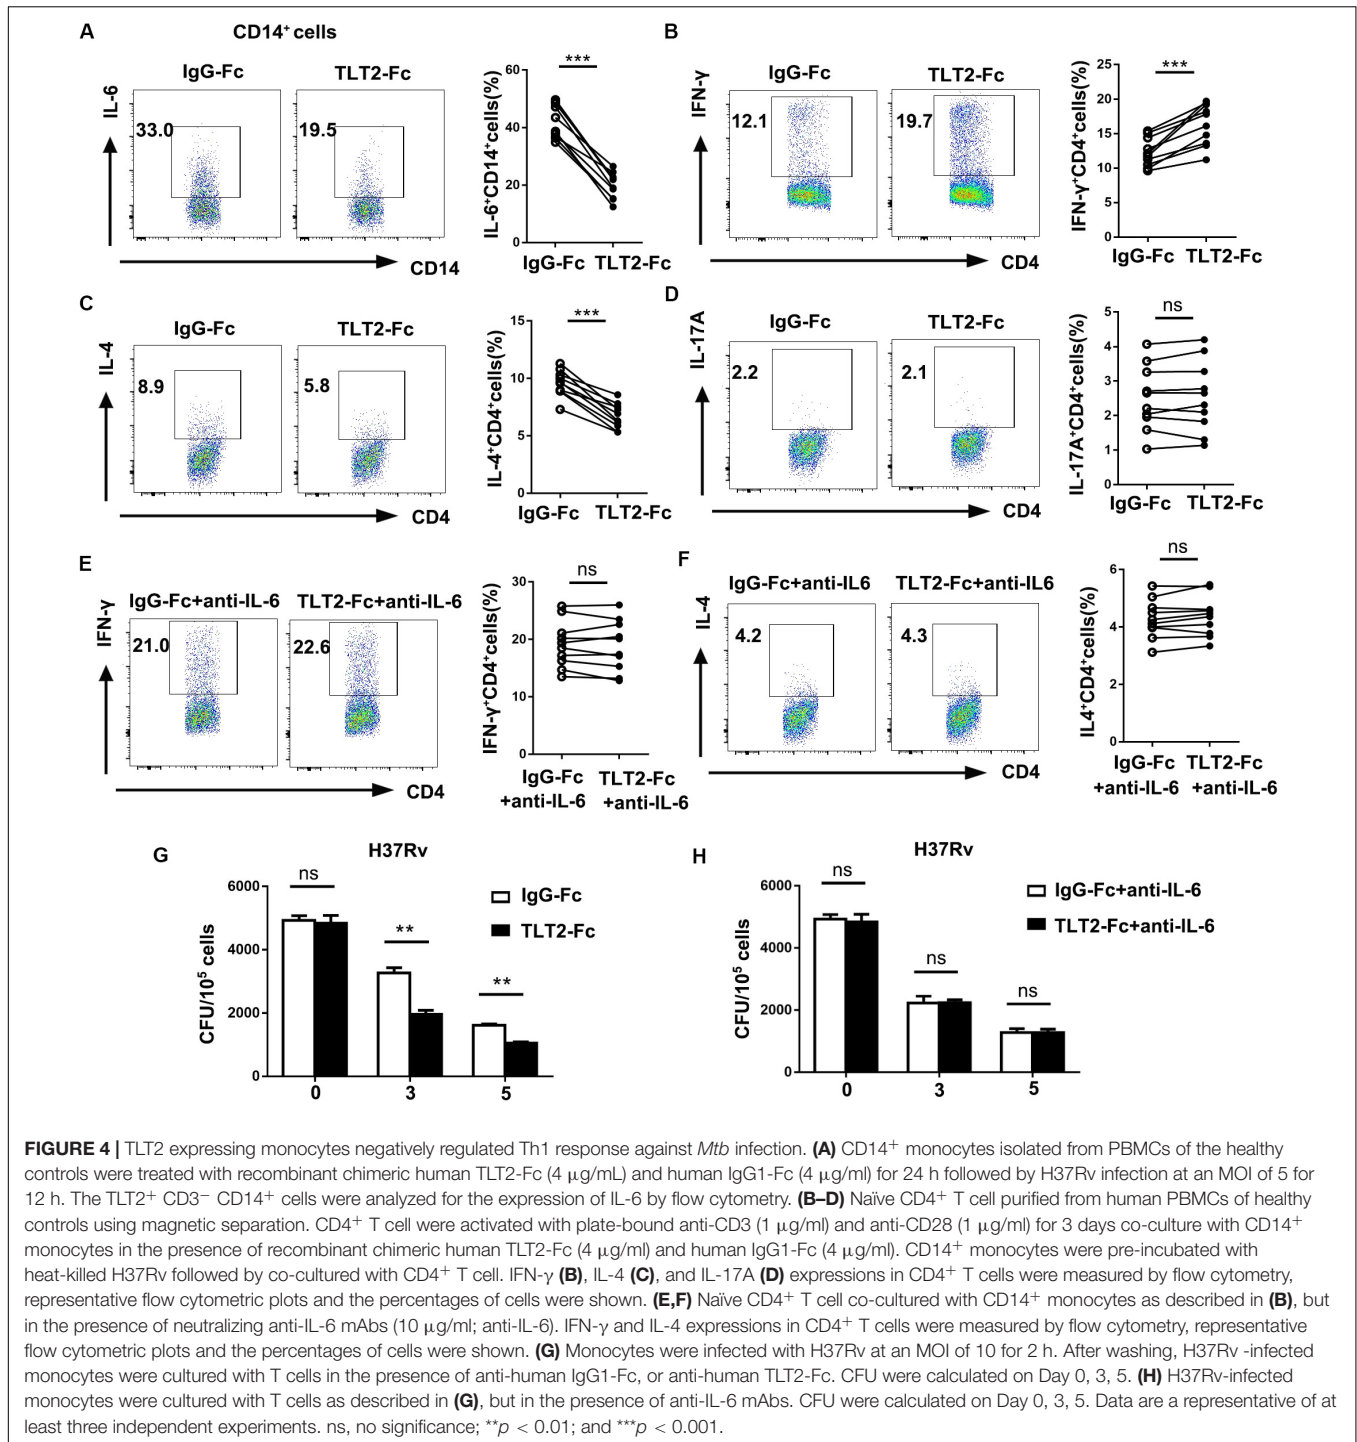 A
CD14⁺ cells
IgG-Fc
TLT2-Fc
IL-6
33.0
19.5
CD14
***
IL-6⁺CD14⁺cells(%)
60
40
20
0
IgG-Fc TLT2-Fc
B
IgG-Fc
TLT2-Fc
IFN-γ
12.1
19.7
CD4
***
IFN-γ⁺CD4⁺cells(%)
25
20
15
10
5
0
IgG-Fc TLT2-Fc
C
IgG-Fc
TLT2-Fc
IL-4
8.9
5.8
CD4
***
IL-4⁺CD4⁺cells(%)
15
10
5
0
IgG-Fc TLT2-Fc
D
IgG-Fc
TLT2-Fc
IL-17A
2.2
2.1
CD4
ns
IL-17A⁺CD4⁺cells(%)
5
4
3
2
1
0
IgG-Fc TLT2-Fc
E
IgG-Fc+anti-IL-6 TLT2-Fc+anti-IL-6
IFN-γ
21.0
22.6
CD4
ns
IFN-γ⁺CD4⁺cells(%)
30
20
10
0
IgG-Fc TLT2-Fc
+anti-IL-6 +anti-IL-6
F
IgG-Fc+anti-IL6 TLT2-Fc+anti-IL6
IL-4
4.2
4.3
CD4
ns
IL4⁺CD4⁺cells(%)
6
4
2
0
IgG-Fc TLT2-Fc
+anti-IL-6 +anti-IL-6
G
H37Rv
ns
**
**
IgG-Fc
TLT2-Fc
CFU/10⁵ cells
6000
4000
2000
0
0 3 5
H
H37Rv
ns
ns
ns
IgG-Fc+anti-IL-6
TLT2-Fc+anti-IL-6
CFU/10⁵ cells
6000
4000
2000
0
0 3 5
FIGURE 4 | TLT2 expressing monocytes negatively regulated Th1 response against Mtb infection. (A) CD14⁺ monocytes isolated from PBMCs of the healthy
controls were treated with recombinant chimeric human TLT2-Fc (4 μg/mL) and human IgG1-Fc (4 μg/ml) for 24 h followed by H37Rv infection at an MOI of 5 for
12 h. The TLT2⁺ CD3⁻ CD14⁺ cells were analyzed for the expression of IL-6 by flow cytometry. (B–D) Naïve CD4⁺ T cell purified from human PBMCs of healthy
controls using magnetic separation. CD4⁺ T cell were activated with plate-bound anti-CD3 (1 μg/ml) and anti-CD28 (1 μg/ml) for 3 days co-culture with CD14⁺
monocytes in the presence of recombinant chimeric human TLT2-Fc (4 μg/ml) and human IgG1-Fc (4 μg/ml). CD14⁺ monocytes were pre-incubated with
heat-killed H37Rv followed by co-cultured with CD4⁺ T cell. IFN-γ (B), IL-4 (C), and IL-17A (D) expressions in CD4⁺ T cells were measured by flow cytometry,
representative flow cytometric plots and the percentages of cells were shown. (E,F) Naïve CD4⁺ T cell co-cultured with CD14⁺ monocytes as described in (B), but
in the presence of neutralizing anti-IL-6 mAbs (10 μg/ml; anti-IL-6). IFN-γ and IL-4 expressions in CD4⁺ T cells were measured by flow cytometry, representative
flow cytometric plots and the percentages of cells were shown. (G) Monocytes were infected with H37Rv at an MOI of 10 for 2 h. After washing, H37Rv -infected
monocytes were cultured with T cells in the presence of anti-human IgG1-Fc, or anti-human TLT2-Fc. CFU were calculated on Day 0, 3, 5. (H) H37Rv-infected
monocytes were cultured with T cells as described in (G), but in the presence of anti-IL-6 mAbs. CFU were calculated on Day 0, 3, 5. Data are a representative of at
least three independent experiments. ns, no significance; **p < 0.01; and ***p < 0.001.